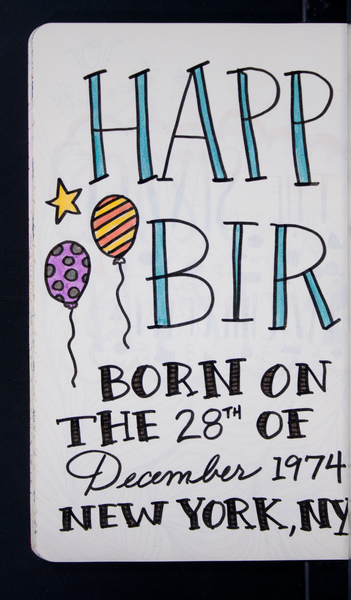 HAPP
BIR
BORN ON
THE 28TH OF
December 1974
NEW YORK, NY